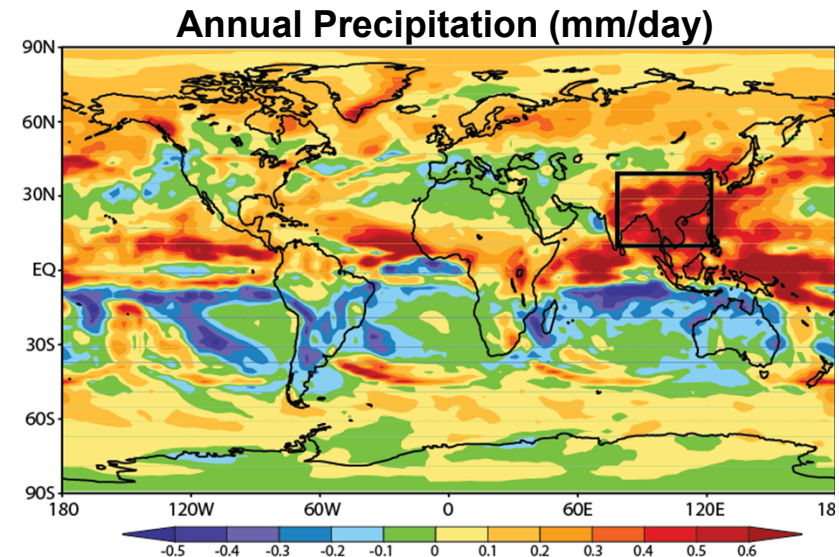 Annual Precipitation (mm/day)
90N
60N
30N
EQ
30S
60S
90S
180 120W 60W 0 60E 120E 18
-0.5 -0.4 -0.3 -0.2 -0.1 0 0.1 0.2 0.3 0.4 0.5 0.6